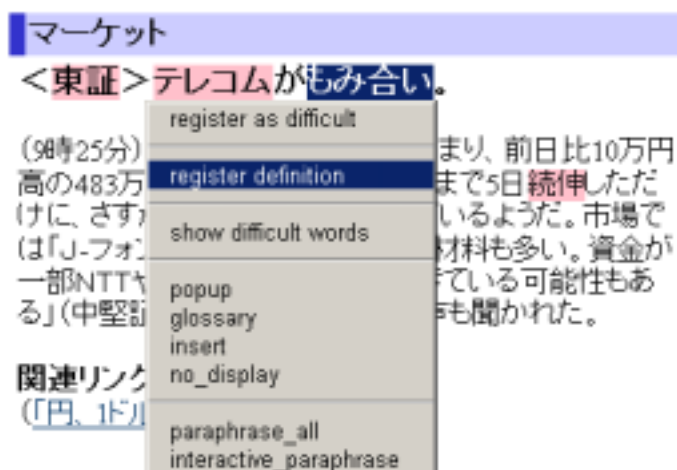 マーケット
＜東証＞テレコムがもみ合い。
register as difficult
register definition
show difficult words
popup
glossary
insert
no_display
paraphrase_all
interactive_paraphrase
（9時25分）
まり、前日比10万円
高の483万
まで5日続伸しただ
けに、さすが
いるようだ。市場で
は「J-フォン
材料も多い。資金が
一部NTTや
ている可能性もあ
る」（中堅証
声も聞かれた。
関連リンク
（「円、1ドル